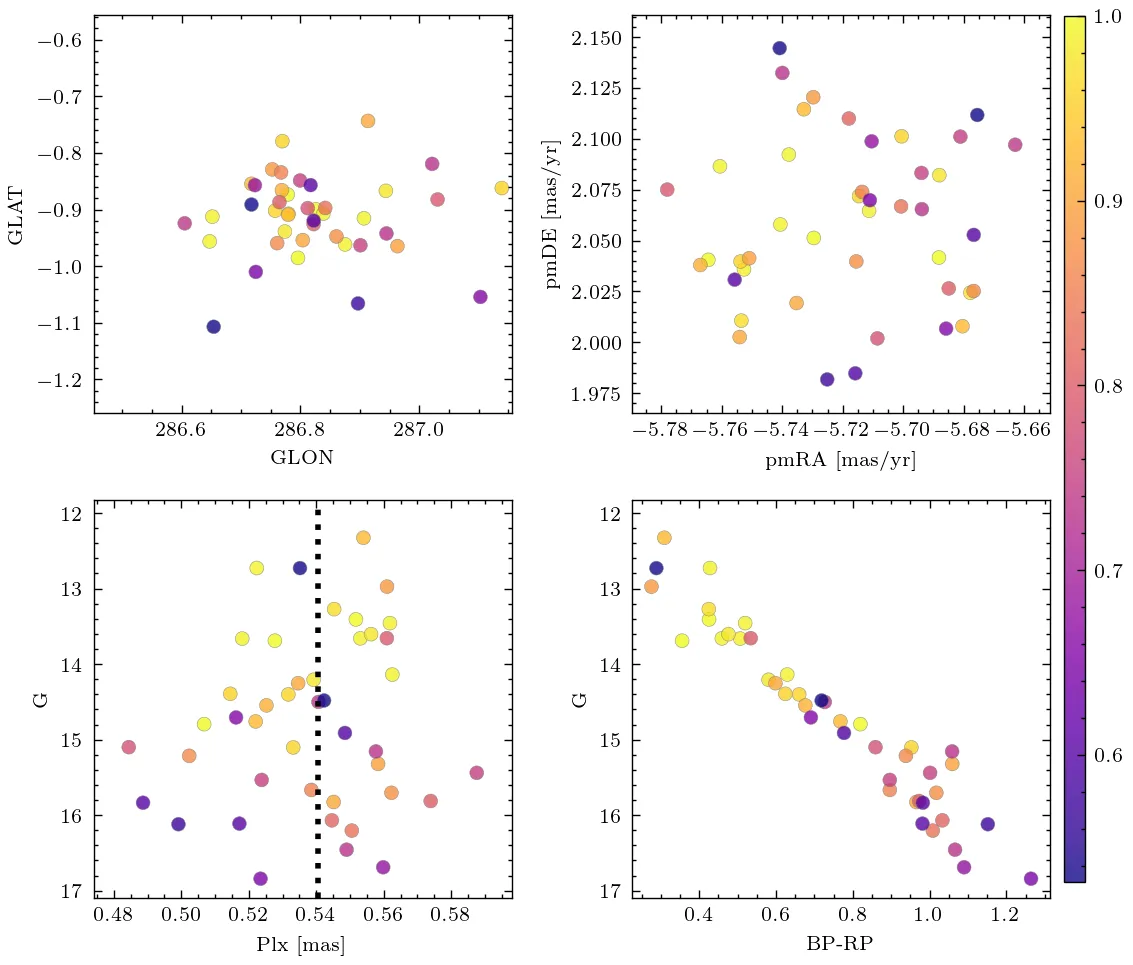 −0.6
−0.7
−0.8
−0.9
−1.0
−1.1
−1.2
GLAT
286.6 286.8 287.0
GLON
2.150
2.125
2.100
2.075
2.050
2.025
2.000
1.975
pmDE [mas/yr]
−5.78 −5.76 −5.74 −5.72 −5.70 −5.68 −5.66
pmRA [mas/yr]
1.0
0.9
0.8
0.7
0.6
12
13
14
15
16
17
G
0.48 0.50 0.52 0.54 0.56 0.58
Plx [mas]
12
13
14
15
16
17
G
0.4 0.6 0.8 1.0 1.2
BP-RP